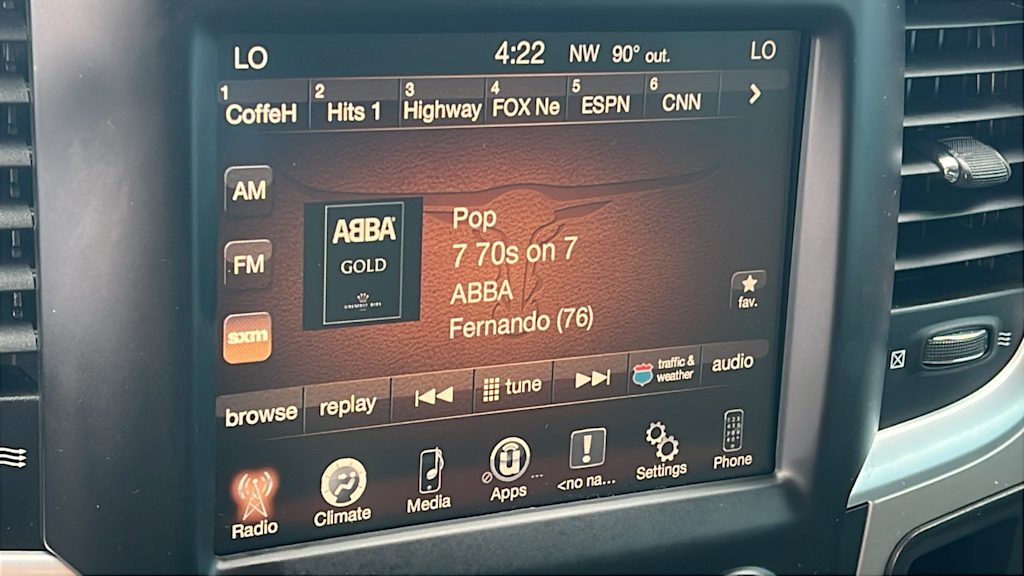 LO 4:22 NW 90° out. LO
1 CoffeH 2 Hits 1 3 Highway 4 FOX Ne 5 ESPN 6 CNN
AM
FM
sxm
ABBA
GOLD
GREATEST HITS
Pop
7 70s on 7
ABBA
Fernando (76)
fav.
browse replay tune traffic & weather audio
Radio Climate Media Apps ... <no na... Settings Phone